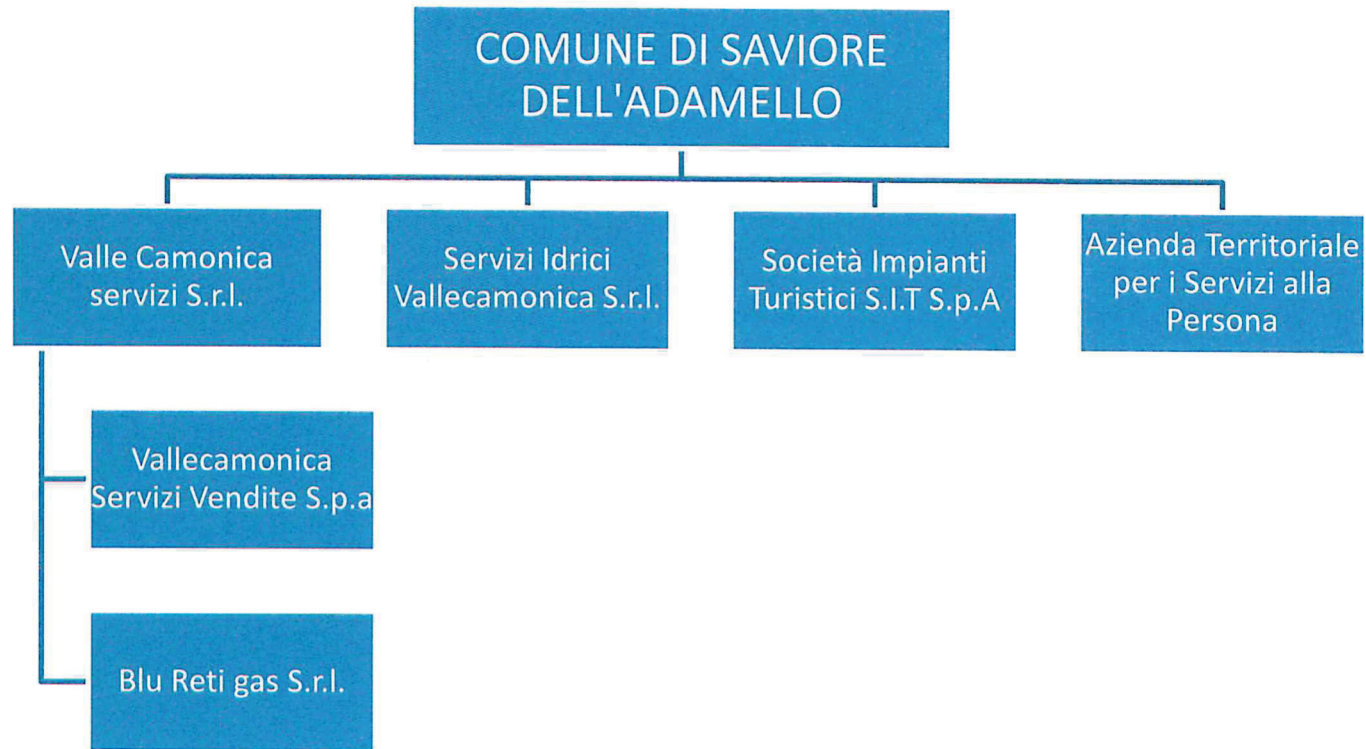 COMUNE DI SAVIORE
DELL'ADAMELLO
Valle Camonica
servizi S.r.l.
Servizi Idrici
Vallecamonica S.r.l.
Società Impianti
Turistici S.I.T S.p.A
Azienda Territoriale
per i Servizi alla
Persona
Vallecamonica
Servizi Vendite S.p.a
Blu Reti gas S.r.l.